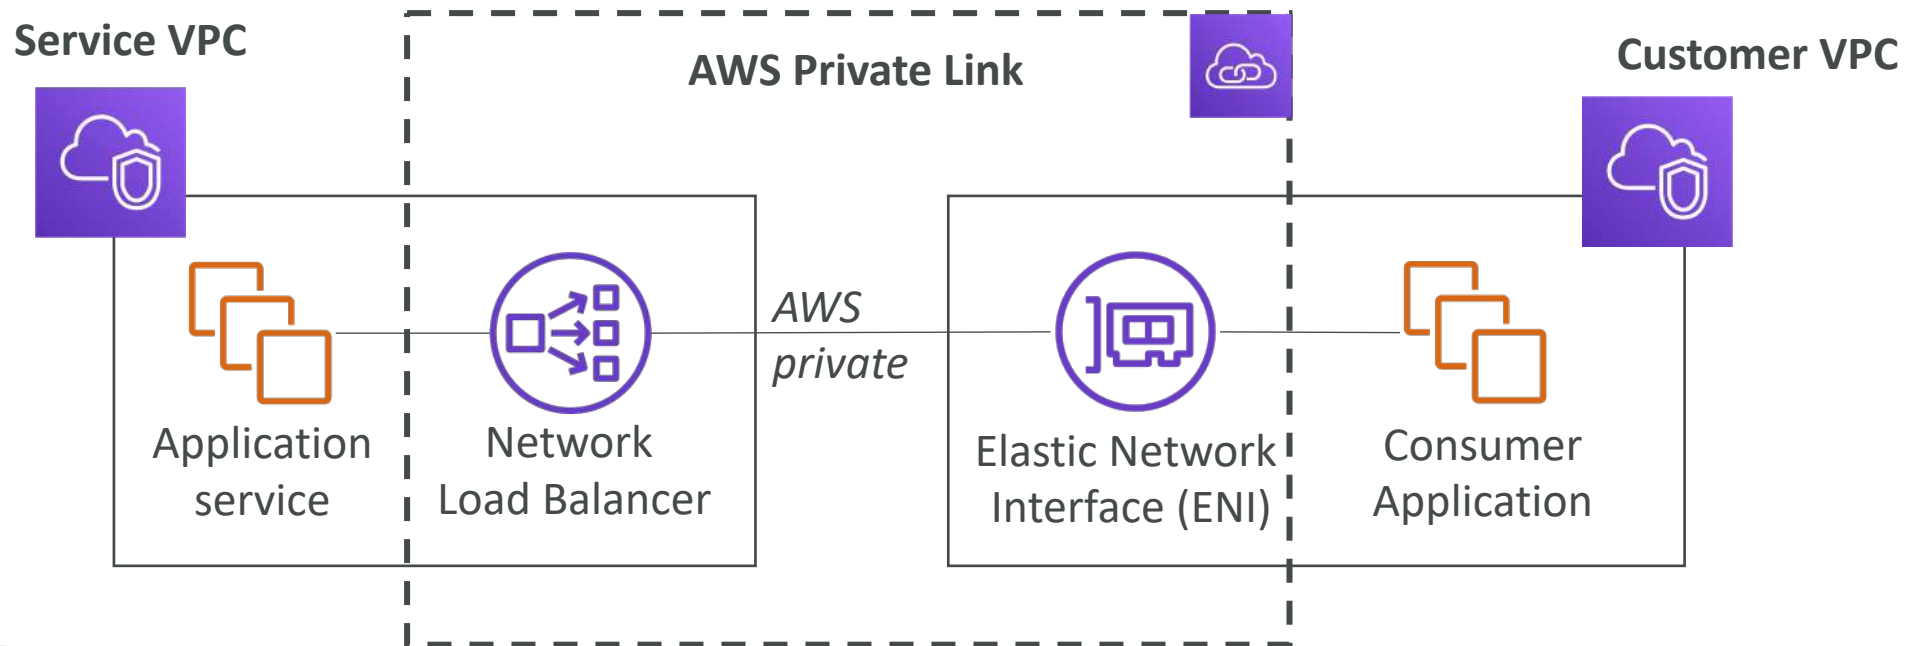 Service VPC
AWS Private Link
Customer VPC
AWS
private
Application
service
Network
Load Balancer
Elastic Network
Interface (ENI)
Consumer
Application